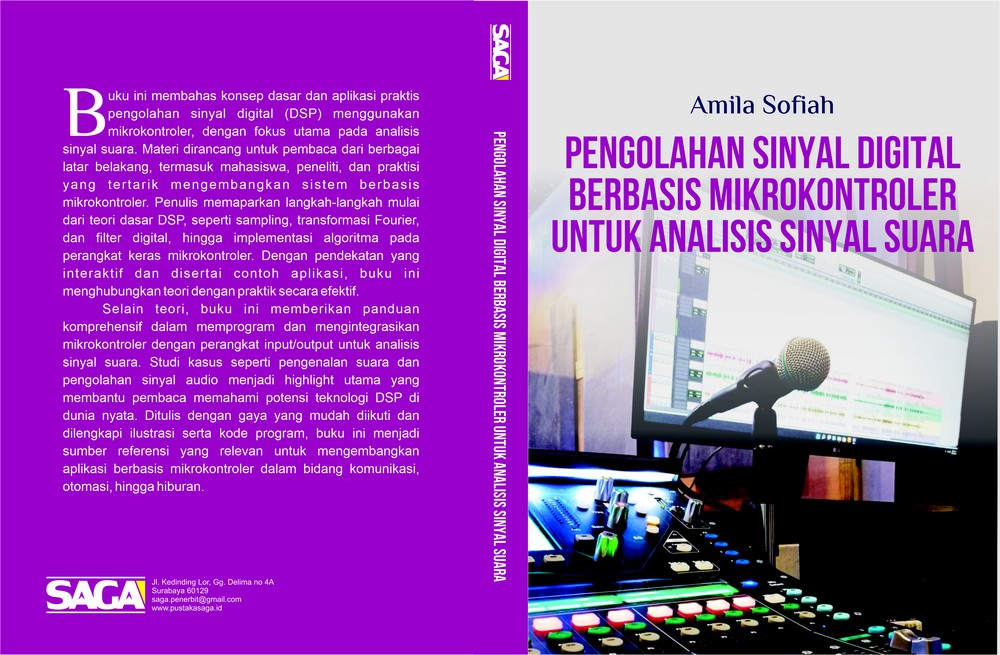 Buku ini membahas konsep dasar dan aplikasi praktis
pengolahan sinyal digital (DSP) menggunakan
mikrokontroler, dengan fokus utama pada analisis
sinyal suara. Materi dirancang untuk pembaca dari berbagai
latar belakang, termasuk mahasiswa, peneliti, dan praktisi
yang tertarik mengembangkan sistem berbasis
mikrokontroler. Penulis memaparkan langkah-langkah mulai
dari teori dasar DSP, seperti sampling, transformasi Fourier,
dan filter digital, hingga implementasi algoritma pada
perangkat keras mikrokontroler. Dengan pendekatan yang
interaktif dan disertai contoh aplikasi, buku ini
menghubungkan teori dengan praktik secara efektif.
Selain teori, buku ini memberikan panduan
komprehensif dalam memprogram dan mengintegrasikan
mikrokontroler dengan perangkat input/output untuk analisis
sinyal suara. Studi kasus seperti pengenalan suara dan
pengolahan sinyal audio menjadi highlight utama yang
membantu pembaca memahami potensi teknologi DSP di
dunia nyata. Ditulis dengan gaya yang mudah diikuti dan
dilengkapi ilustrasi serta kode program, buku ini menjadi
sumber referensi yang relevan untuk mengembangkan
aplikasi berbasis mikrokontroler dalam bidang komunikasi,
otomasi, hingga hiburan.
SAGA
Jl. Kedinding Lor, Gg. Delima no 4A
Surabaya 60129
saga.penerbit@gmail.com
www.pustakasaga.id
SAGA
PENGOLAHAN SINYAL DIGITAL BERBASIS MIKROKONTROLER UNTUK ANALISIS SINYAL SUARA
Amila Sofiah
PENGOLAHAN SINYAL DIGITAL
BERBASIS MIKROKONTROLER
UNTUK ANALISIS SINYAL SUARA